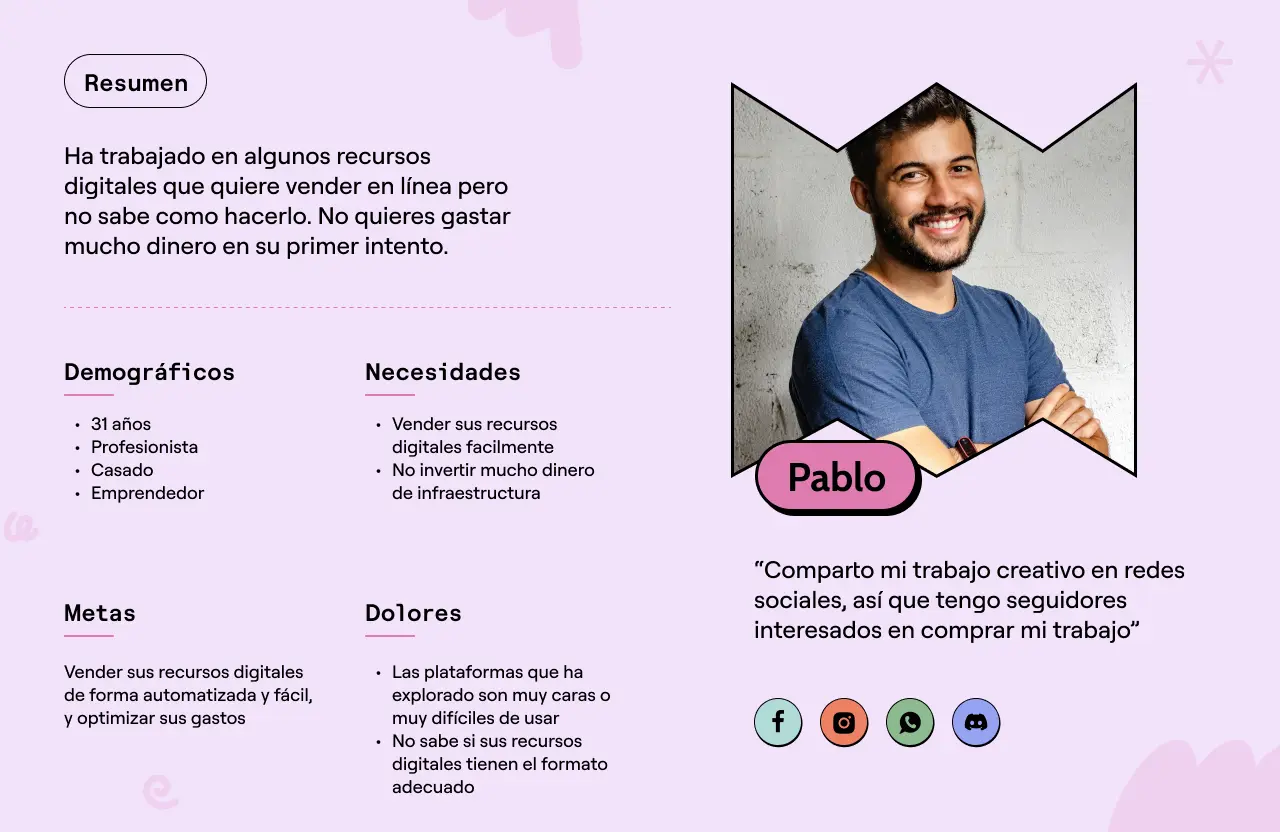 Resumen
Ha trabajado en algunos recursos
digitales que quiere vender en línea pero
no sabe como hacerlo. No quieres gastar
mucho dinero en su primer intento.
Demográficos
• 31 años
• Profesionista
• Casado
• Emprendedor
Necesidades
• Vender sus recursos
digitales facilmente
• No invertir mucho dinero
de infraestructura
Metas
Vender sus recursos digitales
de forma automatizada y fácil,
y optimizar sus gastos
Dolores
• Las plataformas que ha
explorado son muy caras o
muy difíciles de usar
• No sabe si sus recursos
digitales tienen el formato
adecuado
Pablo
“Comparto mi trabajo creativo en redes
sociales, así que tengo seguidores
interesados en comprar mi trabajo”